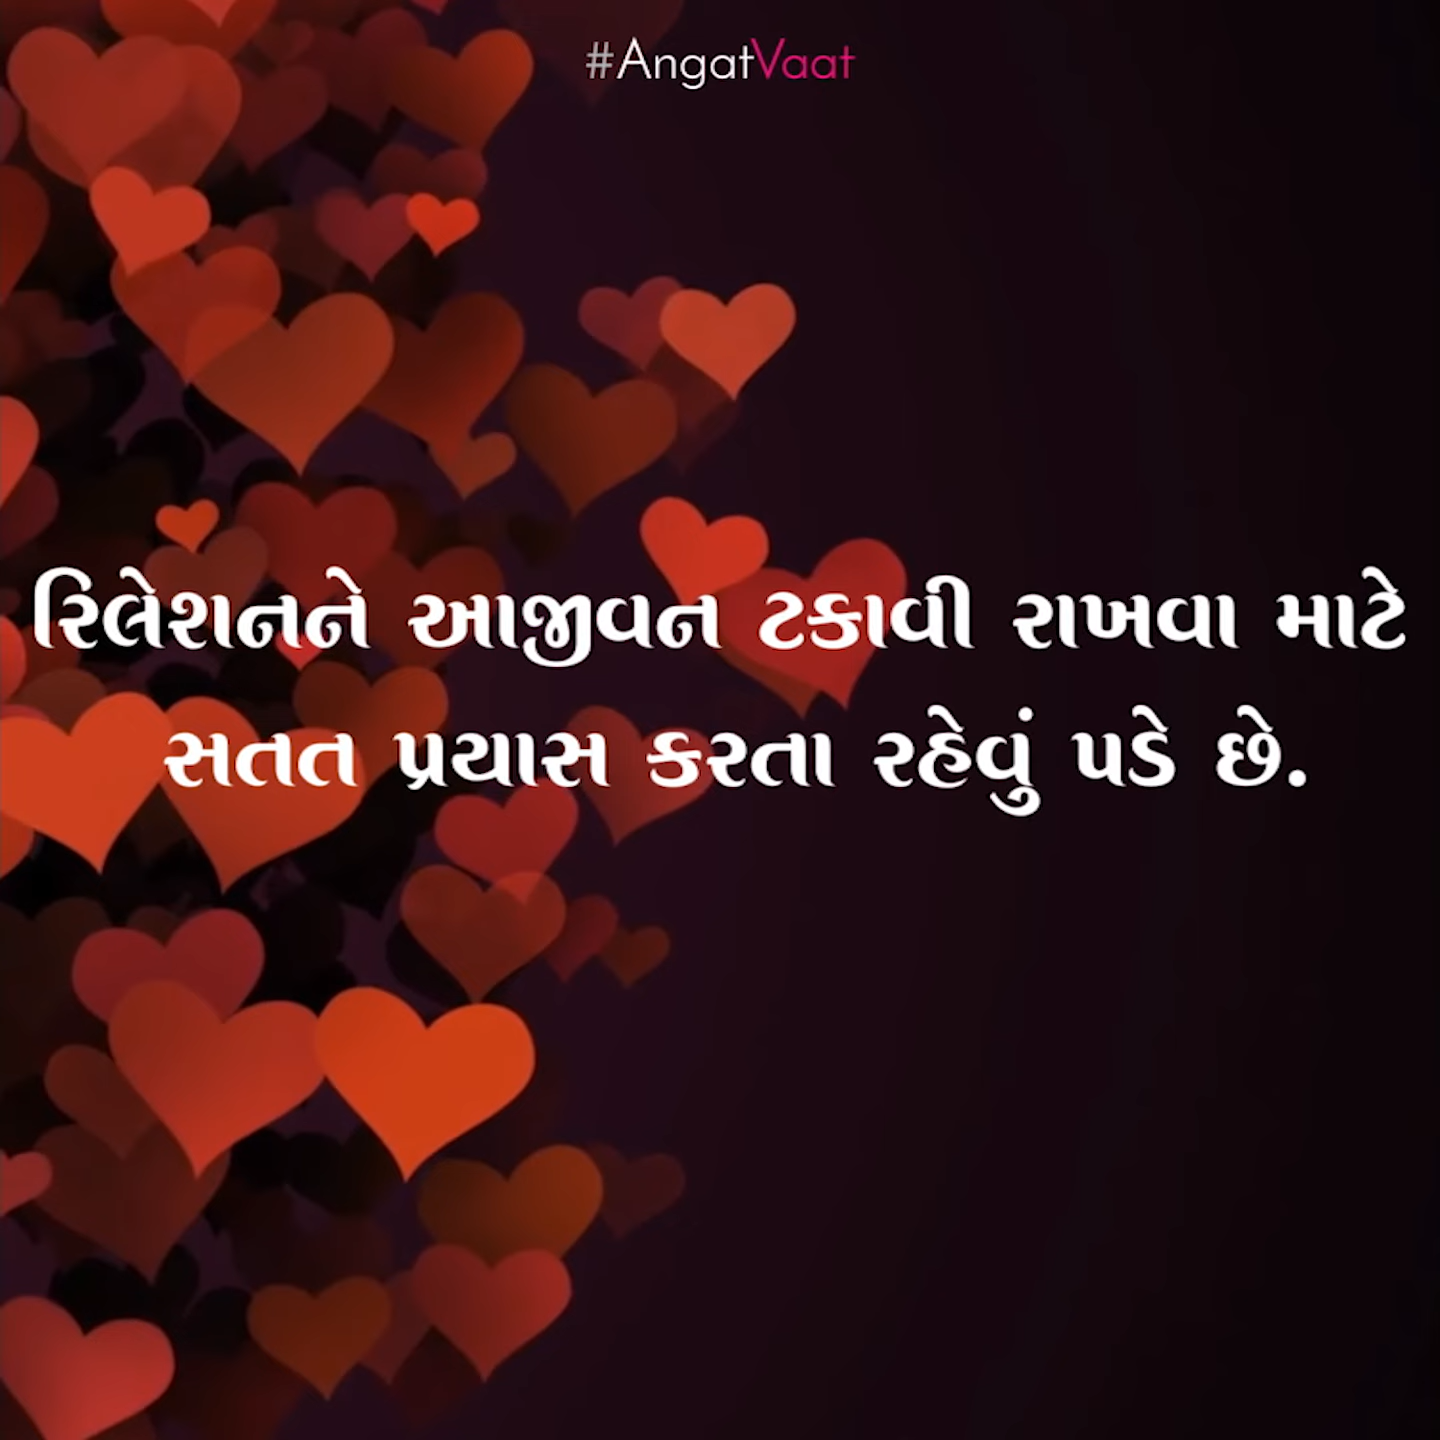 #AngatVaat
રિલેશનને આજીવન ટકાવી રાખવા માટે
સતત પ્રયાસ કરતા રહેવું પડે છે.